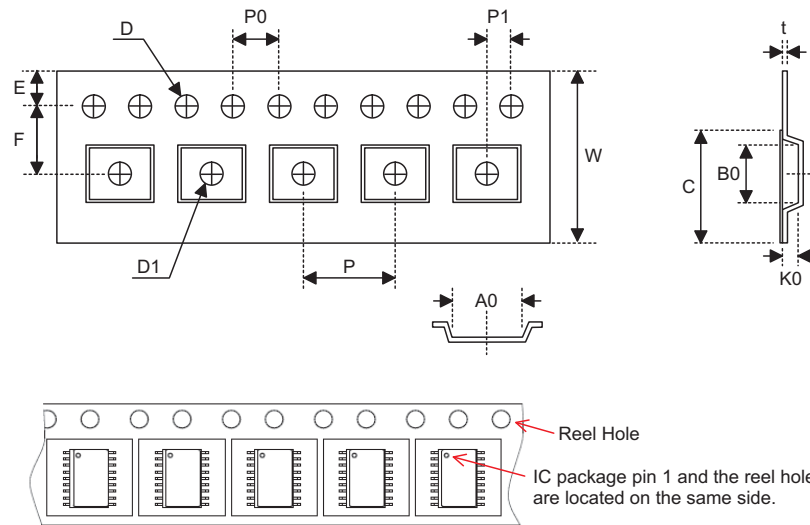 D
P0
P1
t
E
F
W
C
B0
D1
P
K0
A0
Reel Hole
IC package pin 1 and the reel hole
are located on the same side.